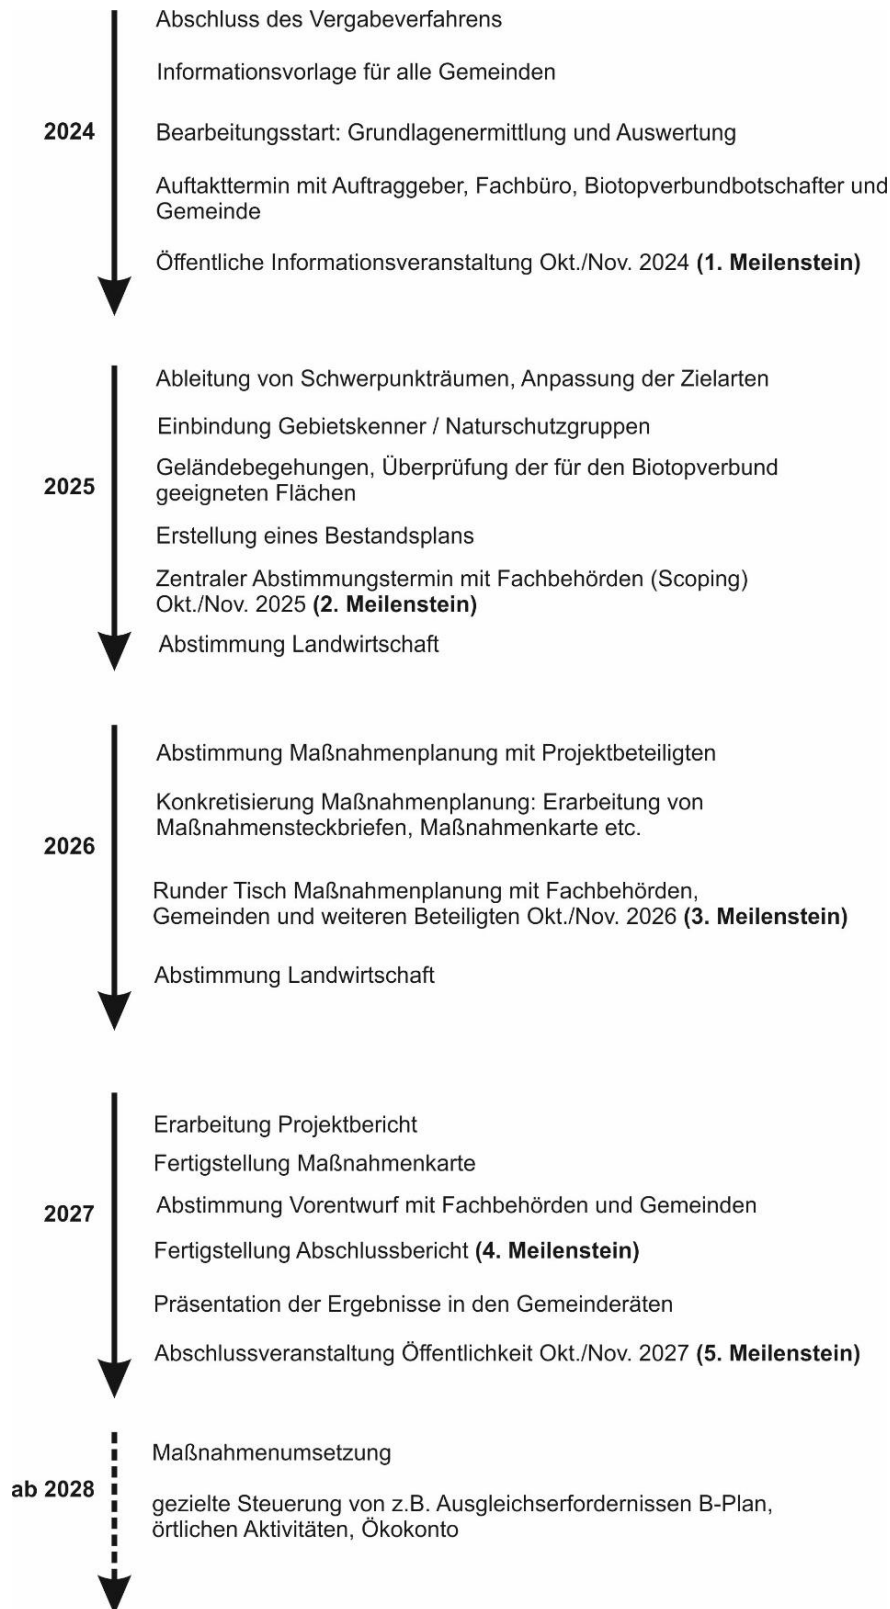 Abschluss des Vergabeverfahrens
Informationsvorlage für alle Gemeinden
2024
Bearbeitungsstart: Grundlagenermittlung und Auswertung
Auftakttermin mit Auftraggeber, Fachbüro, Biotopverbundbotschafter und
Gemeinde
Öffentliche Informationsveranstaltung Okt./Nov. 2024 (1. Meilenstein)
Ableitung von Schwerpunkträumen, Anpassung der Zielarten
Einbindung Gebietskenner / Naturschutzgruppen
2025
Geländebegehungen, Überprüfung der für den Biotopverbund
geeigneten Flächen
Erstellung eines Bestandsplans
Zentraler Abstimmungstermin mit Fachbehörden (Scoping)
Okt./Nov. 2025 (2. Meilenstein)
Abstimmung Landwirtschaft
Abstimmung Maßnahmenplanung mit Projektbeteiligten
Konkretisierung Maßnahmenplanung: Erarbeitung von
Maßnahmensteckbriefen, Maßnahmenkarte etc.
2026
Runder Tisch Maßnahmenplanung mit Fachbehörden,
Gemeinden und weiteren Beteiligten Okt./Nov. 2026 (3. Meilenstein)
Abstimmung Landwirtschaft
Erarbeitung Projektbericht
Fertigstellung Maßnahmenkarte
Abstimmung Vorentwurf mit Fachbehörden und Gemeinden
2027
Fertigstellung Abschlussbericht (4. Meilenstein)
Präsentation der Ergebnisse in den Gemeinderäten
Abschlussveranstaltung Öffentlichkeit Okt./Nov. 2027 (5. Meilenstein)
Maßnahmenumsetzung
ab 2028
gezielte Steuerung von z.B. Ausgleichserfordernissen B-Plan,
örtlichen Aktivitäten, Ökokonto